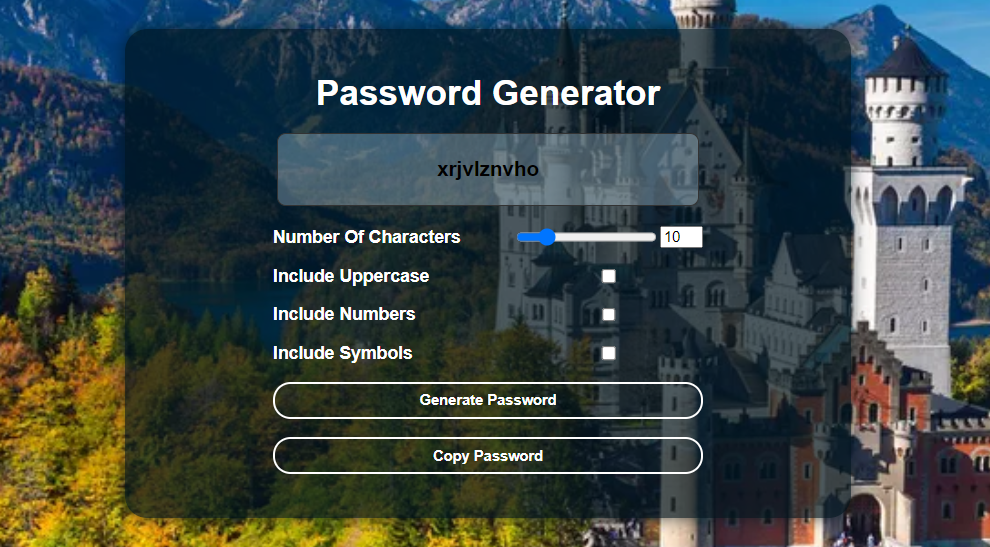 Password Generator
xrjvlznvho
Number Of Characters 10
Include Uppercase
Include Numbers
Include Symbols
Generate Password
Copy Password